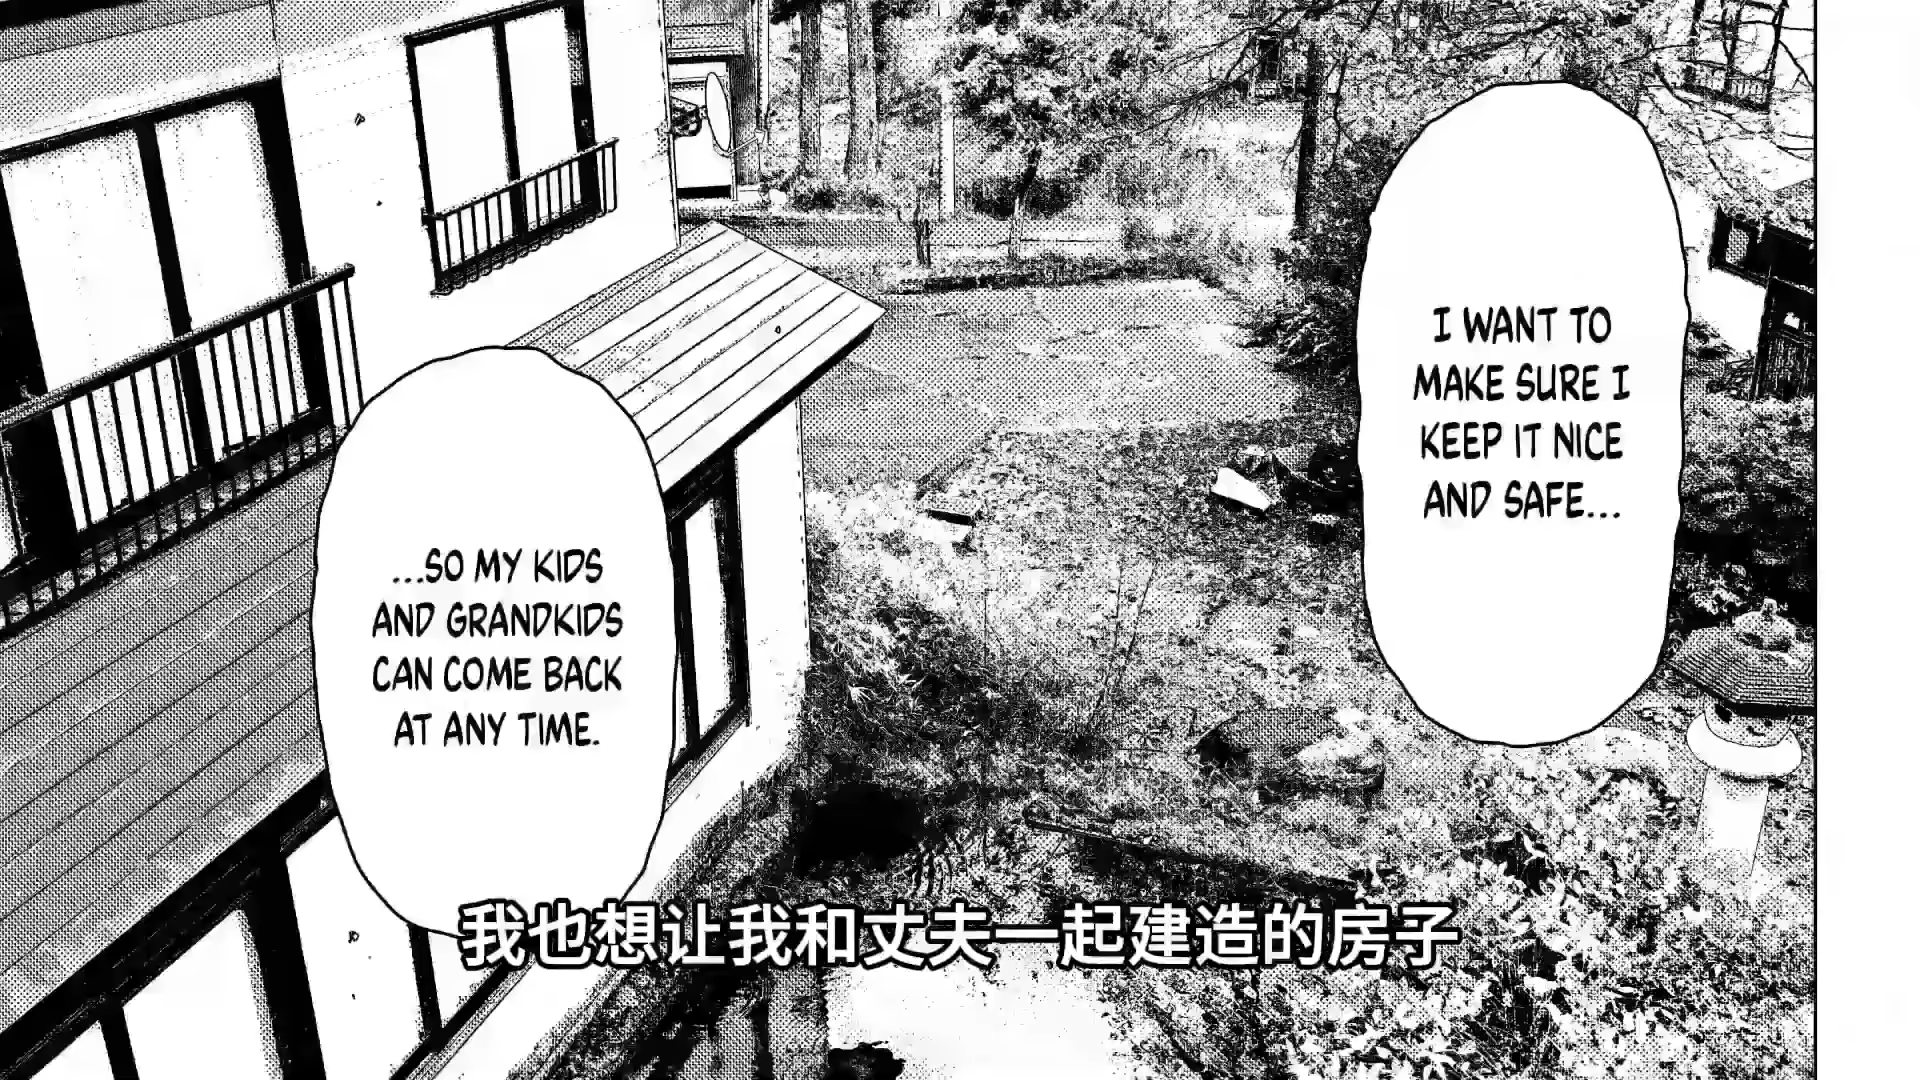 I WANT TO
MAKE SURE I
KEEP IT NICE
AND SAFE...
...SO MY KIDS
AND GRANDKIDS
CAN COME BACK
AT ANY TIME.
我也想让我和丈夫一起建造的房子